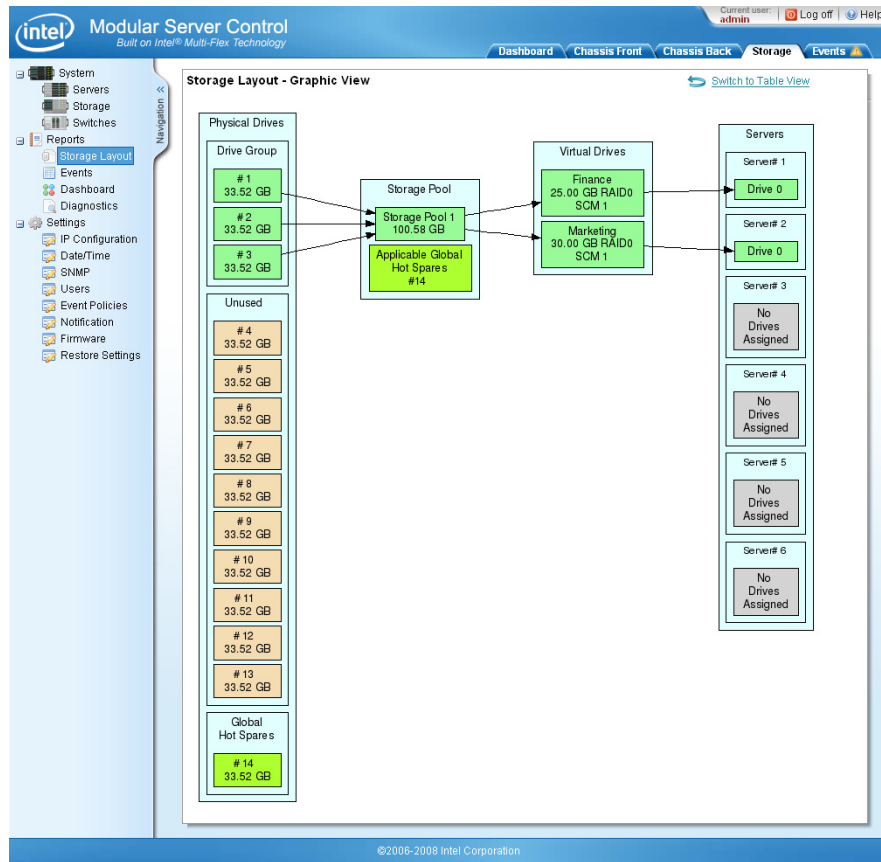 Current user:
admin
Log off
Help
intel
Modular Server Control
Built on Intel® Multi-Flex Technology
Dashboard
Chassis Front
Chassis Back
Storage
Events
System
Servers
Storage
Switches
Reports
Storage Layout
Events
Dashboard
Diagnostics
Settings
IP Configuration
Date/Time
SNMP
Users
Event Policies
Notification
Firmware
Restore Settings
«
Navigation
Storage Layout - Graphic View
Switch to Table View
Physical Drives
Drive Group
# 1
33.52 GB
# 2
33.52 GB
# 3
33.52 GB
Unused
# 4
33.52 GB
# 5
33.52 GB
# 6
33.52 GB
# 7
33.52 GB
# 8
33.52 GB
# 9
33.52 GB
# 10
33.52 GB
# 11
33.52 GB
# 12
33.52 GB
# 13
33.52 GB
Global
Hot Spares
# 14
33.52 GB
Storage Pool
Storage Pool 1
100.58 GB
Applicable Global
Hot Spares
#14
Virtual Drives
Finance
25.00 GB RAID0
SCM 1
Marketing
30.00 GB RAID0
SCM 1
Servers
Server# 1
Drive 0
Server# 2
Drive 0
Server# 3
No
Drives
Assigned
Server# 4
No
Drives
Assigned
Server# 5
No
Drives
Assigned
Server# 6
No
Drives
Assigned
©2006-2008 Intel Corporation